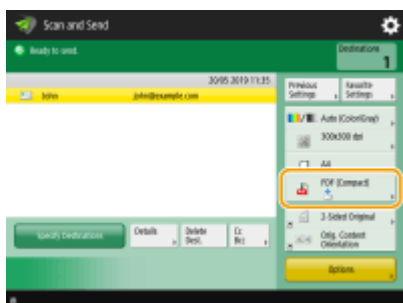 Scan and Send
Ready to send.
Destinations
1
20/05 2019 11:35
John
john@example.com
Previous
Settings
Favorite
Settings
Auto (Color/Gray)
300x300 dpi
A4
PDF (Compact)
2-Sided Original
Orig. Content
Orientation
Specify Destinations
Details
Delete
Dest.
Cc
Bcc
Options